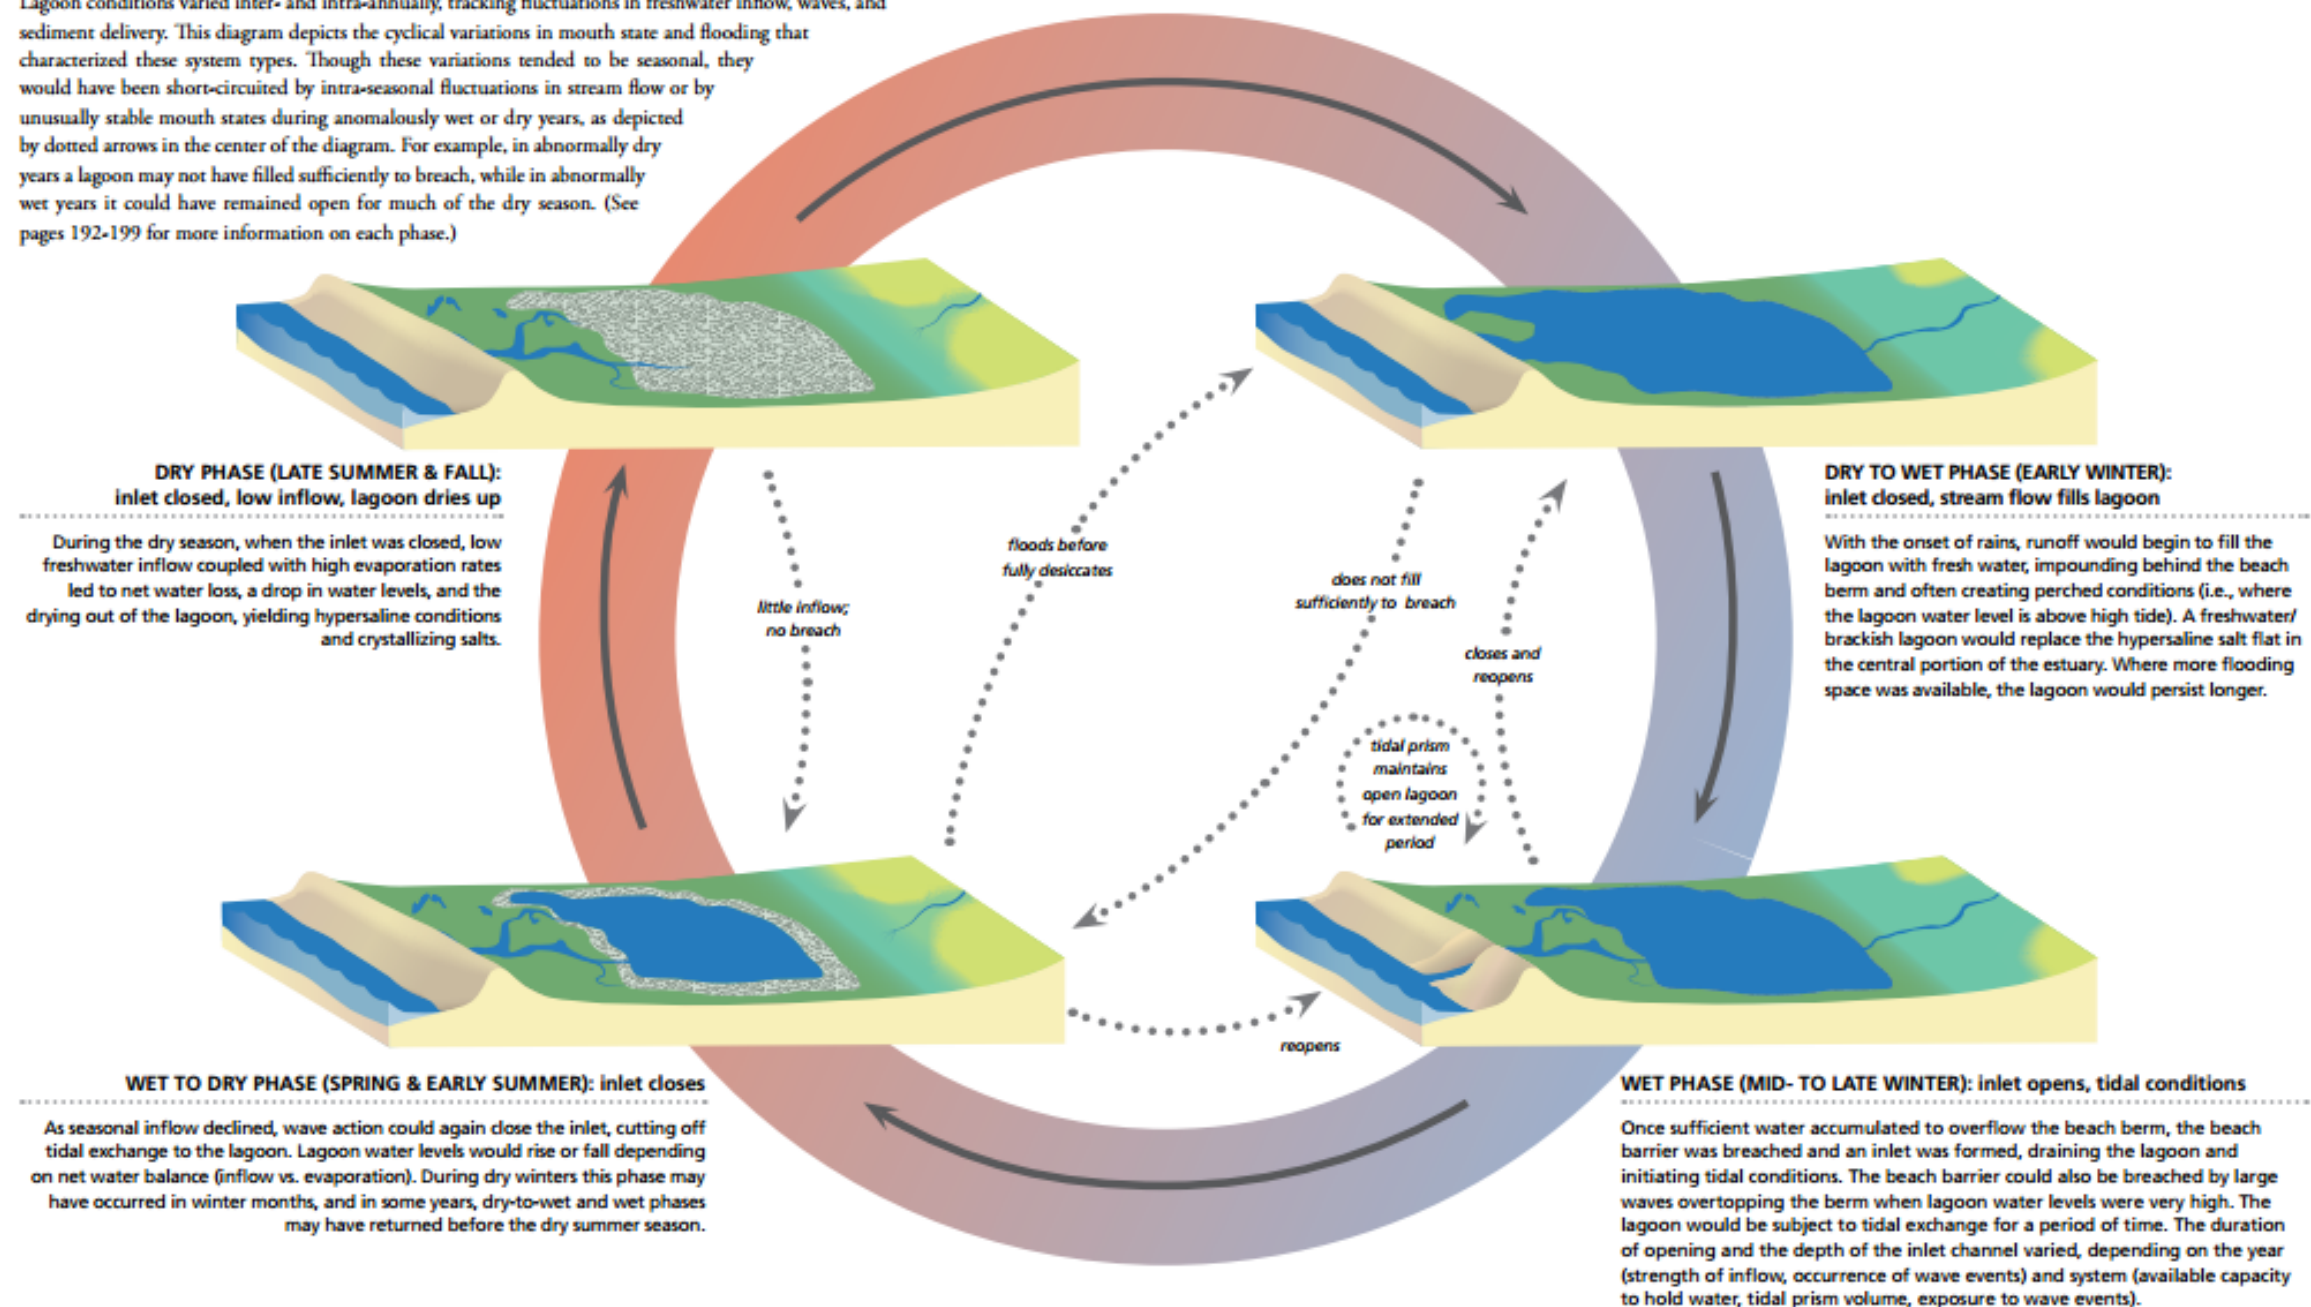 Lagoon conditions varied inter- and intra-annually, tracking fluctuations in freshwater inflow, waves, and
sediment delivery. This diagram depicts the cyclical variations in mouth state and flooding that
characterized these system types. Though these variations tended to be seasonal, they
would have been short-circuited by intra-seasonal fluctuations in stream flow or by
unusually stable mouth states during anomalously wet or dry years, as depicted
by dotted arrows in the center of the diagram. For example, in abnormally dry
years a lagoon may not have filled sufficiently to breach, while in abnormally
wet years it could have remained open for much of the dry season. (See
pages 192-199 for more information on each phase.)
DRY PHASE (LATE SUMMER & FALL):
inlet closed, low inflow, lagoon dries up
During the dry season, when the inlet was closed, low
freshwater inflow coupled with high evaporation rates
led to net water loss, a drop in water levels, and the
drying out of the lagoon, yielding hypersaline conditions
and crystallizing salts.
little inflow;
no breach
floods before
fully desiccates
does not fill
sufficiently to breach
closes and
reopens
tidal prism
maintains
open lagoon
for extended
period
reopens
DRY TO WET PHASE (EARLY WINTER):
inlet closed, stream flow fills lagoon
With the onset of rains, runoff would begin to fill the
lagoon with fresh water, impounding behind the beach
berm and often creating perched conditions (i.e., where
the lagoon water level is above high tide). A freshwater/
brackish lagoon would replace the hypersaline salt flat in
the central portion of the estuary. Where more flooding
space was available, the lagoon would persist longer.
WET TO DRY PHASE (SPRING & EARLY SUMMER): inlet closes
As seasonal inflow declined, wave action could again close the inlet, cutting off
tidal exchange to the lagoon. Lagoon water levels would rise or fall depending
on net water balance (inflow vs. evaporation). During dry winters this phase may
have occurred in winter months, and in some years, dry-to-wet and wet phases
may have returned before the dry summer season.
WET PHASE (MID- TO LATE WINTER): inlet opens, tidal conditions
Once sufficient water accumulated to overflow the beach berm, the beach
barrier was breached and an inlet was formed, draining the lagoon and
initiating tidal conditions. The beach barrier could also be breached by large
waves overtopping the berm when lagoon water levels were very high. The
lagoon would be subject to tidal exchange for a period of time. The duration
of opening and the depth of the inlet channel varied, depending on the year
(strength of inflow, occurrence of wave events) and system (available capacity
to hold water, tidal prism volume, exposure to wave events).